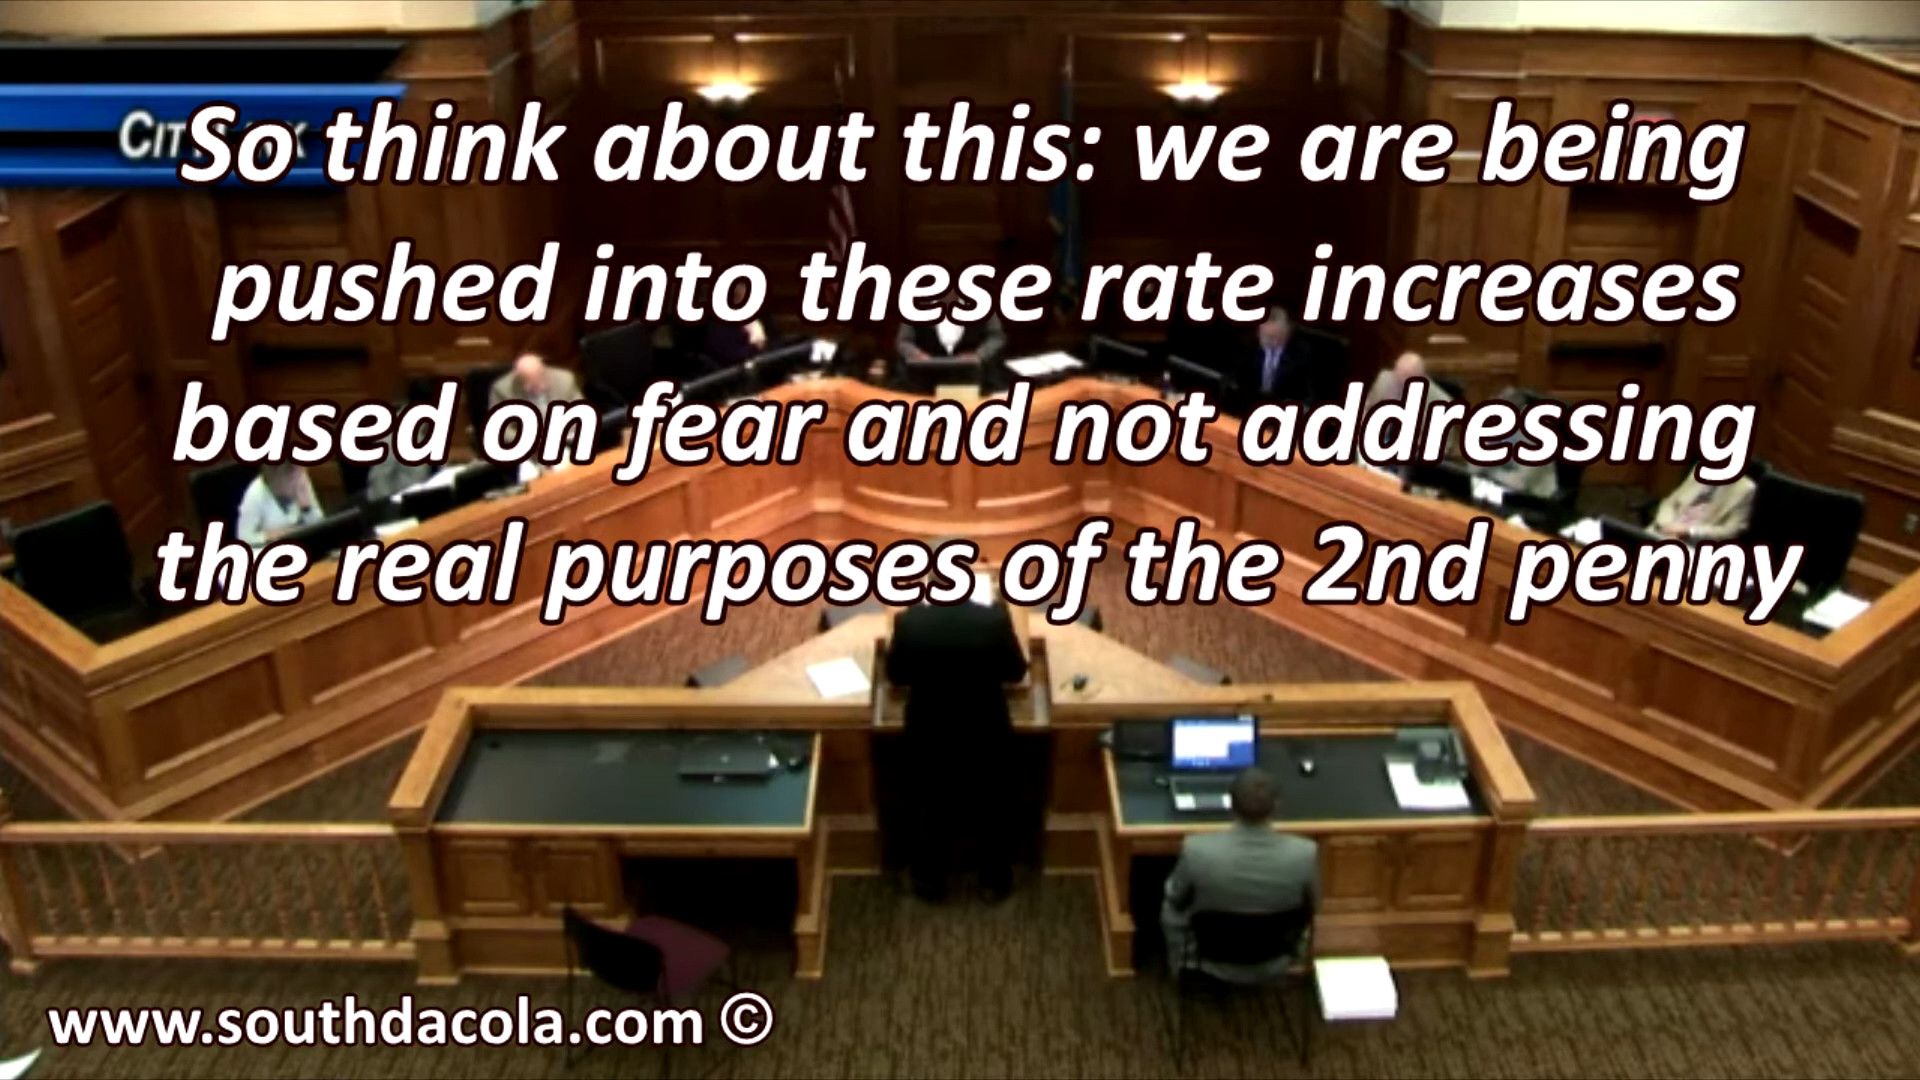 So think about this: we are being
pushed into these rate increases
based on fear and not addressing
the real purposes of the 2nd penny
www.southdacola.com ©